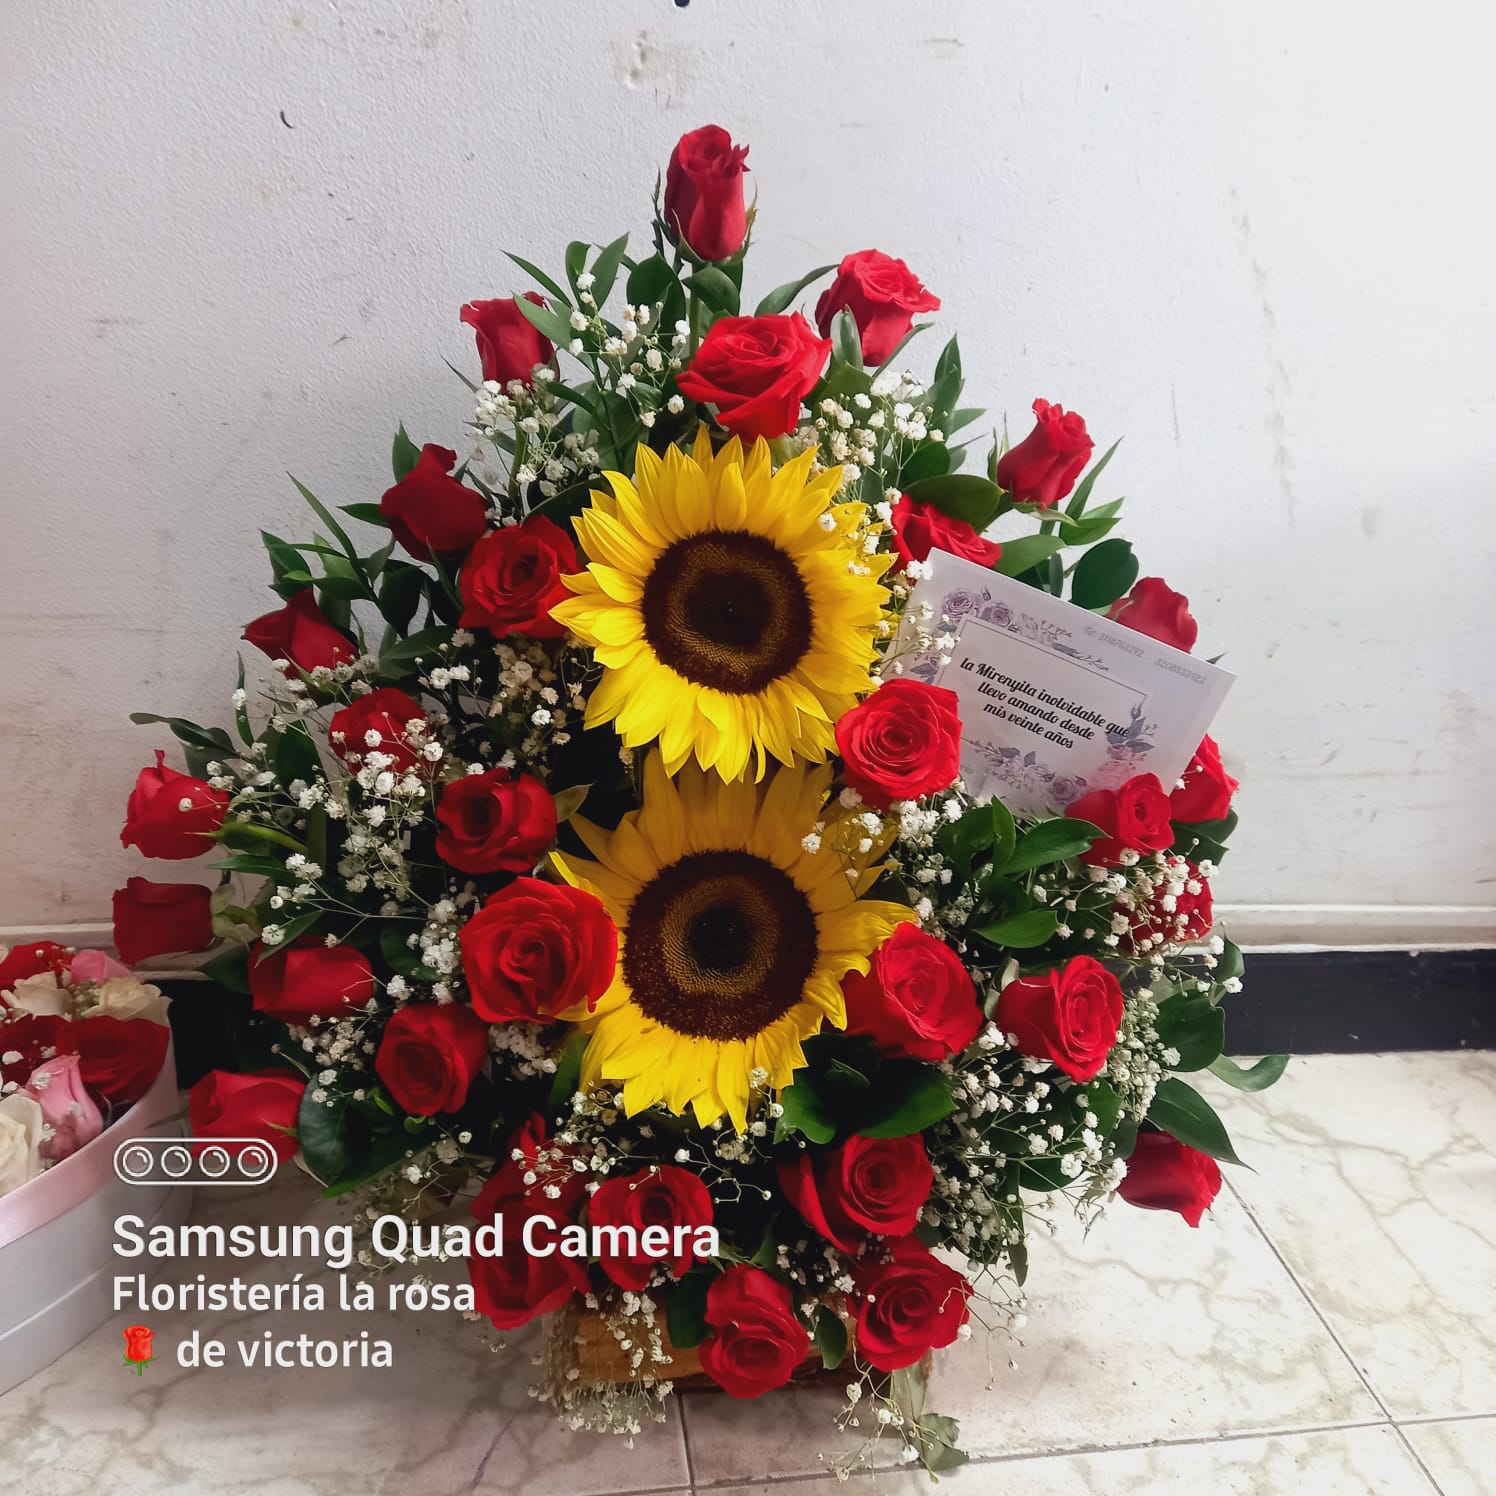 Tel: 3118763292 - 3208533423
la Mirenyita inolvidable que
llevo amando desde
mis veinte años
Samsung Quad Camera
Floristería la rosa
🌹 de victoria